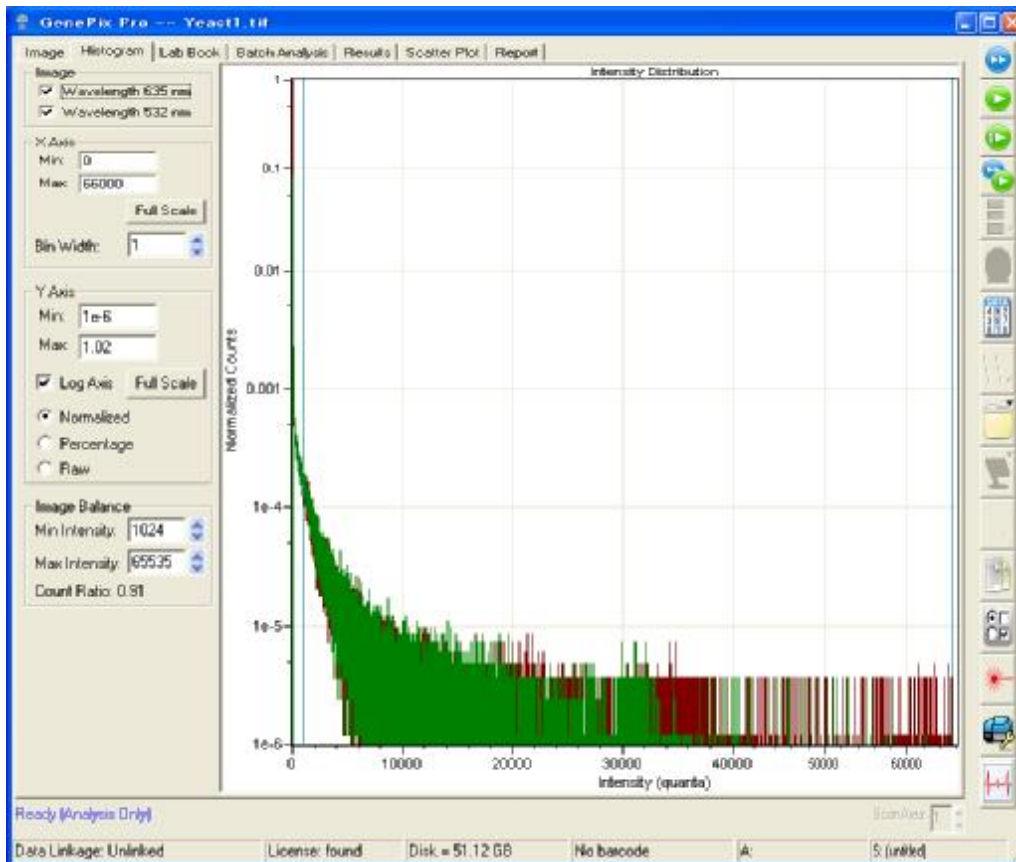 GenePix Pro -- Yeast1.tif
Image Histogram Lab Book Batch Analysis Results Scatter Plot Report
Image
Wavelength 635 nm
Wavelength 532 nm
X Axis
Min: 0
Max: 66000
Full Scale
Bin Width: 1
Y Axis
Min: 1e-6
Max: 1.02
Log Axis Full Scale
Normalized
Percentage
Raw
Image Balance
Min Intensity: 1024
Max Intensity: 65535
Count Ratio: 0.91
Intensity Distribution
1
0.1
0.01
0.001
1e-4
1e-5
1e-6
Normalized Counts
0 10000 20000 30000 40000 50000 60000
Intensity (quanta)
Ready (Analysis Only)
Scan Area: 1
Data Linkage: Unlinked License: found Disk = 51.12 GB No barcode A: S: (untitled)